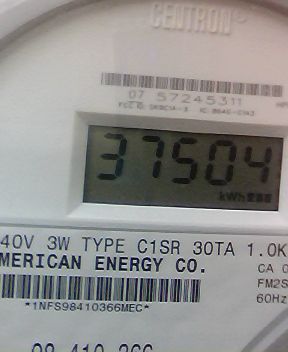 CENTRON
07 57245311
37504
kWh
40V 3W TYPE C1SR 30TA 1.0K
MERICAN ENERGY CO.
CA 0
FM2S
60Hz
*1NFS98410366MEC*